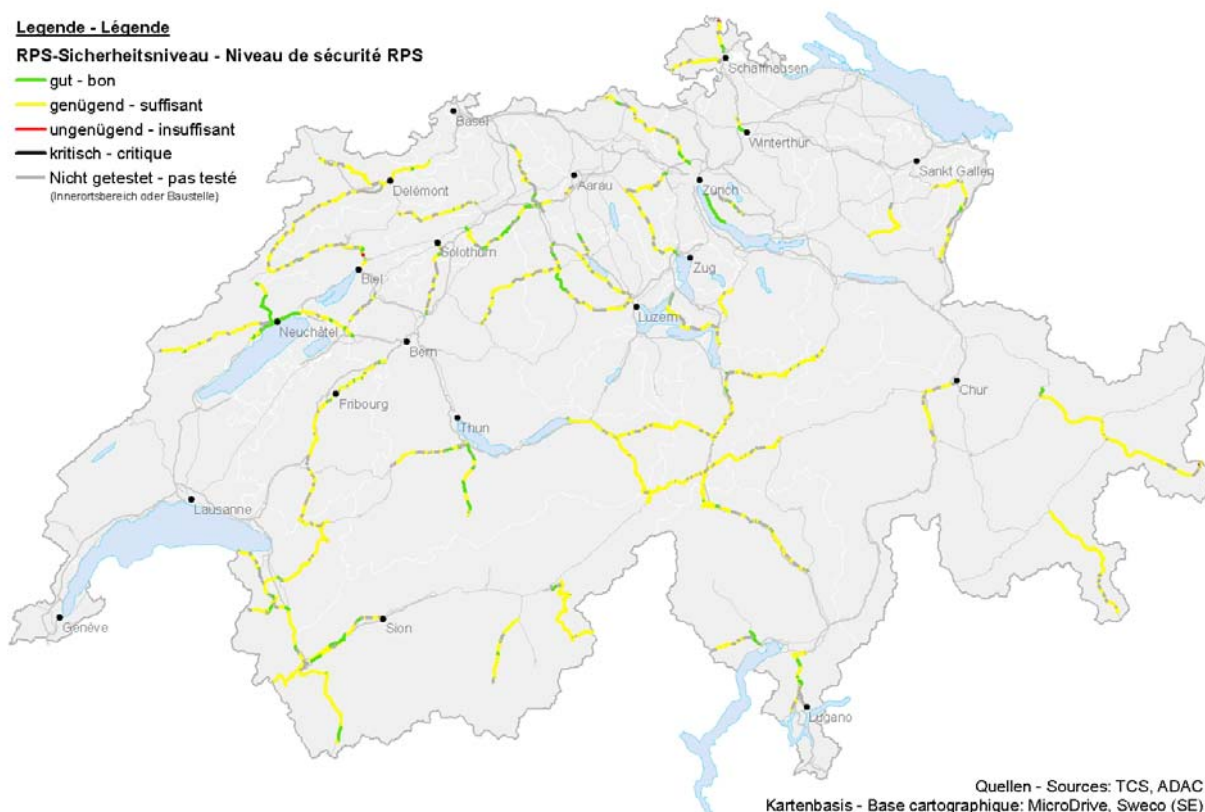 Legende - Légende
RPS-Sicherheitsniveau - Niveau de sécurité RPS
gut - bon
genügend - suffisant
ungenügend - insuffisant
kritisch - critique
Nicht getestet - pas testé
(Innerortsbereich oder Baustelle)
Schaffhausen
Basel
Winterthur
Sankt Gallen
Delémont
Aarau
Zürich
Solothurn
Biel
Zug
Luzern
Neuchâtel
Bern
Chur
Fribourg
Thun
Lausanne
Genève
Sion
Lugano
Quellen - Sources: TCS, ADAC
Kartenbasis - Base cartographique: MicroDrive, Sweco (SE)